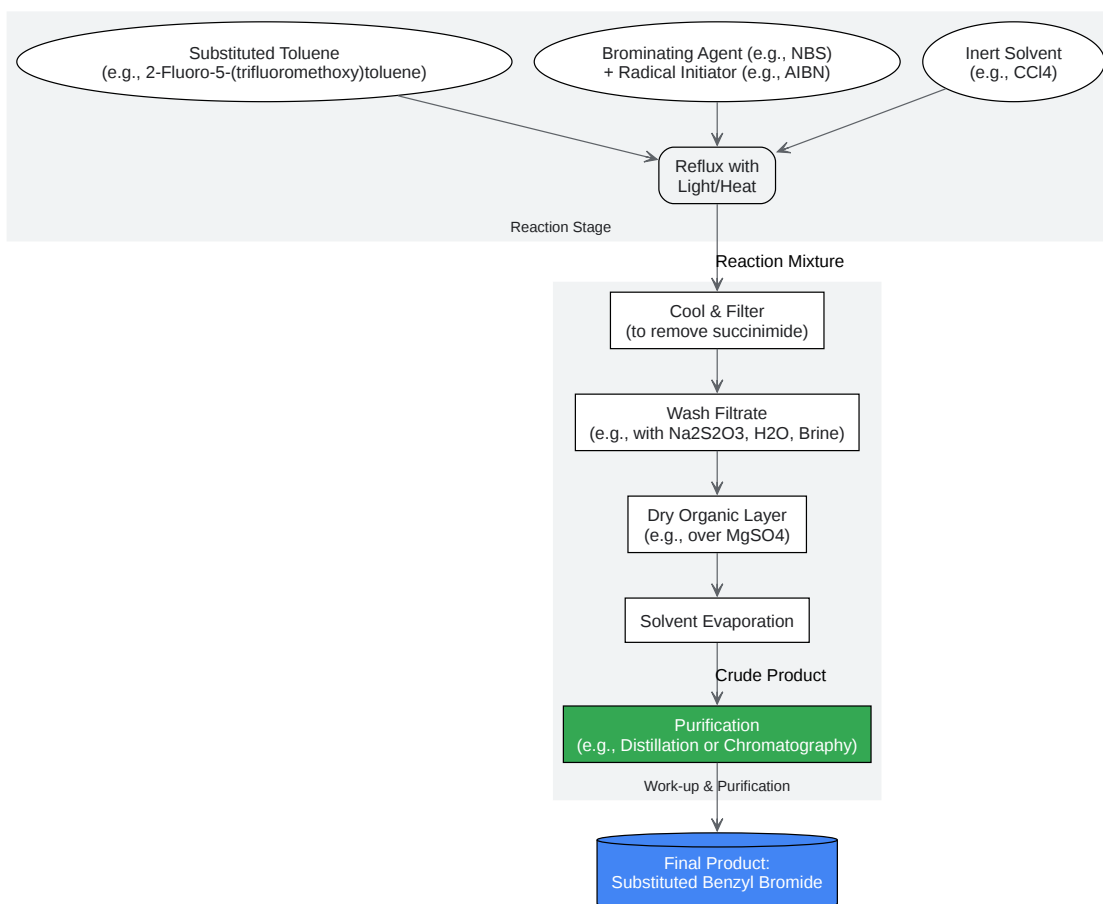 Substituted Toluene
(e.g., 2-Fluoro-5-(trifluoromethoxy)toluene)
Brominating Agent (e.g., NBS)
+ Radical Initiator (e.g., AIBN)
Inert Solvent
(e.g., CCl4)
Reflux with
Light/Heat
Reaction Stage
Reaction Mixture
Cool & Filter
(to remove succinimide)
Wash Filtrate
(e.g., with Na2S2O3, H2O, Brine)
Dry Organic Layer
(e.g., over MgSO4)
Solvent Evaporation
Crude Product
Purification
(e.g., Distillation or Chromatography)
Work-up & Purification
Final Product:
Substituted Benzyl Bromide